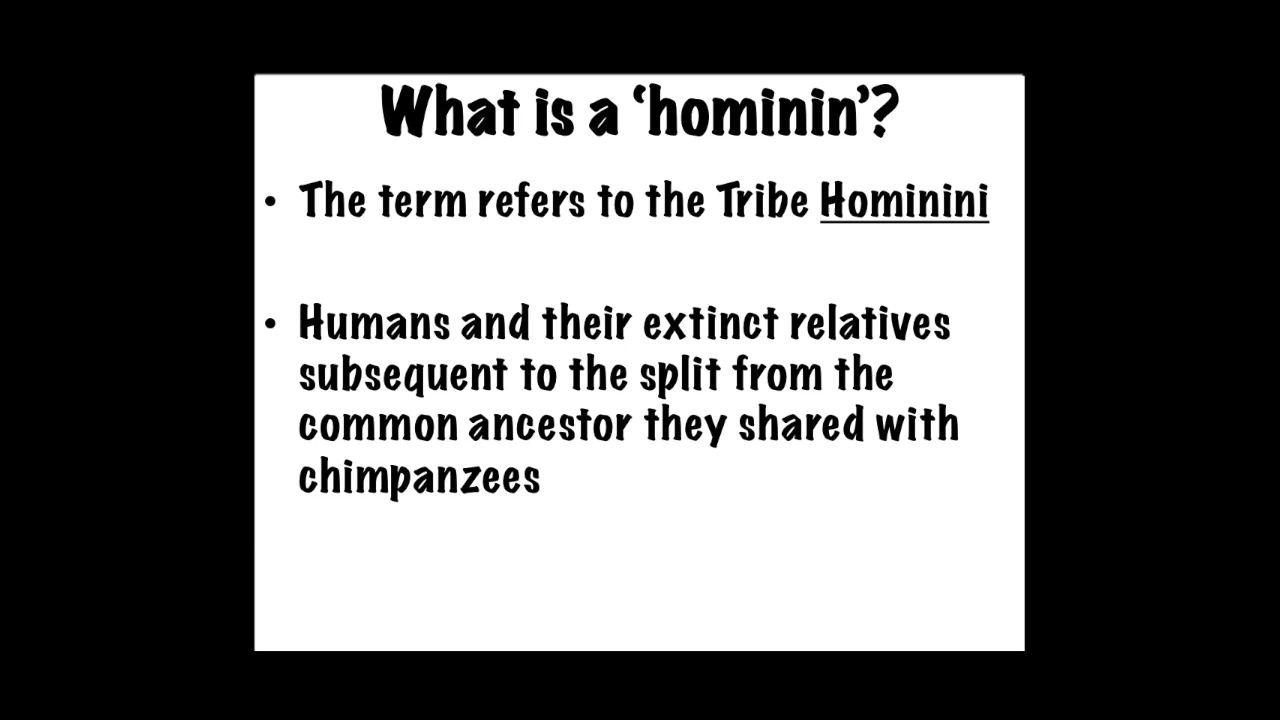 What is a ‘hominin’?
• The term refers to the Tribe Hominini
• Humans and their extinct relatives
subsequent to the split from the
common ancestor they shared with
chimpanzees